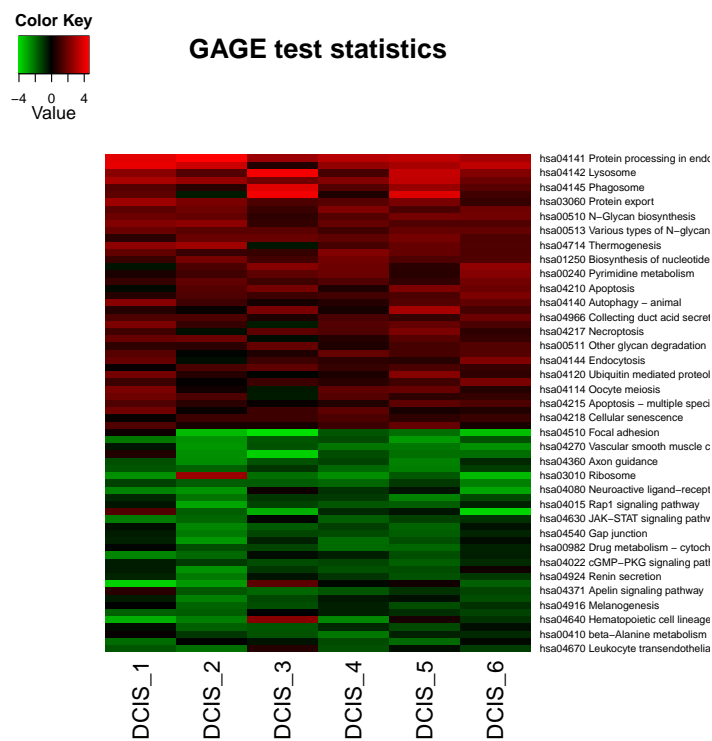 Color Key
−4 0 4
Value
GAGE test statistics
hsa04141 Protein processing in endo
hsa04142 Lysosome
hsa04145 Phagosome
hsa03060 Protein export
hsa00510 N−Glycan biosynthesis
hsa00513 Various types of N−glycan
hsa04714 Thermogenesis
hsa01250 Biosynthesis of nucleotide
hsa00240 Pyrimidine metabolism
hsa04210 Apoptosis
hsa04140 Autophagy − animal
hsa04966 Collecting duct acid secret
hsa04217 Necroptosis
hsa00511 Other glycan degradation
hsa04144 Endocytosis
hsa04120 Ubiquitin mediated proteol
hsa04114 Oocyte meiosis
hsa04215 Apoptosis − multiple speci
hsa04218 Cellular senescence
hsa04510 Focal adhesion
hsa04270 Vascular smooth muscle c
hsa04360 Axon guidance
hsa03010 Ribosome
hsa04080 Neuroactive ligand−recept
hsa04015 Rap1 signaling pathway
hsa04630 JAK−STAT signaling pathw
hsa04540 Gap junction
hsa00982 Drug metabolism − cytoch
hsa04022 cGMP−PKG signaling path
hsa04924 Renin secretion
hsa04371 Apelin signaling pathway
hsa04916 Melanogenesis
hsa04640 Hematopoietic cell lineage
hsa00410 beta−Alanine metabolism
hsa04670 Leukocyte transendothelia
DCIS_1 DCIS_2 DCIS_3 DCIS_4 DCIS_5 DCIS_6